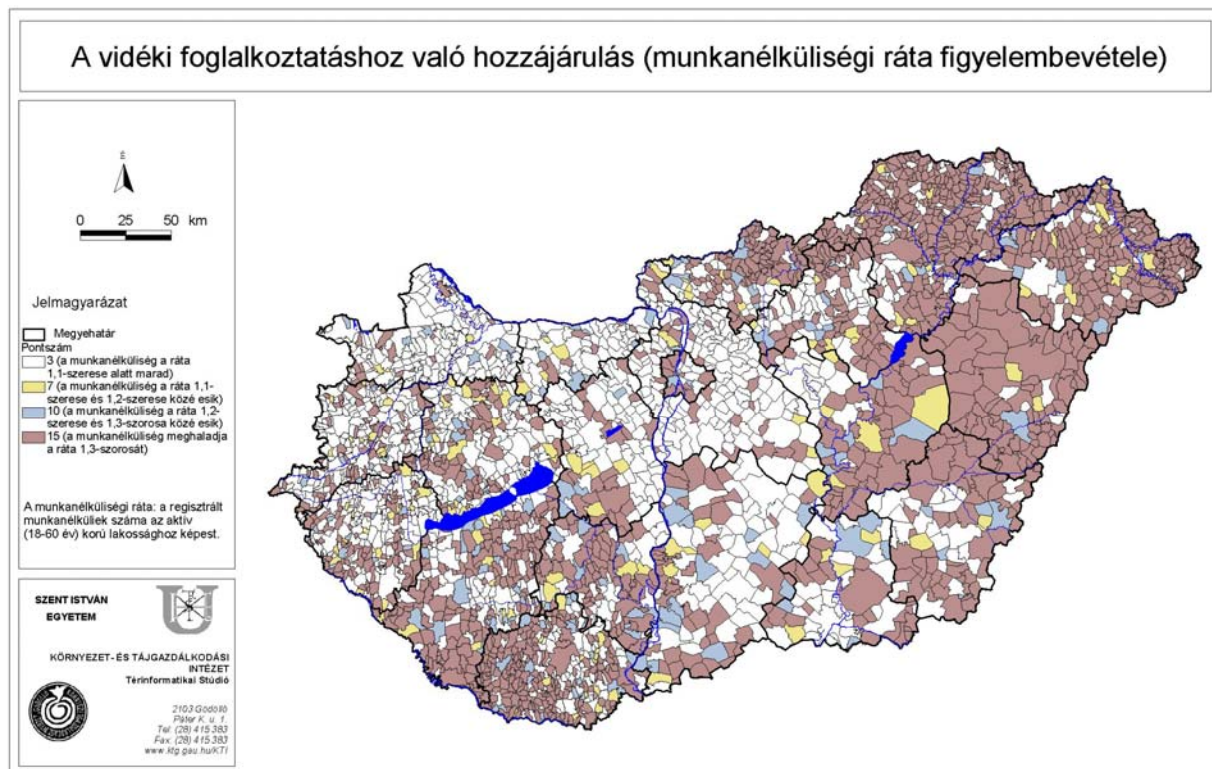 A vidéki foglalkoztatáshoz való hozzájárulás (munkanélküliségi ráta figyelembevétele)
0 25 50 km
Jelmagyarázat
Megyehatár
Pontszám
3 (a munkanélküliség a ráta
1,1-szerese alatt marad)
7 (a munkanélküliség a ráta 1,1-
szerese és 1,2-szerese közé esik)
10 (a munkanélküliség a ráta 1,2-
szerese és 1,3-szorosa közé esik)
15 (a munkanélküliség meghaladja
a ráta 1,3-szorosát)
A munkanélküliségi ráta: a regisztrált
munkanélküliek száma az aktív
(18-60 év) korú lakossághoz képest.
SZENT ISTVÁN
EGYETEM
KÖRNYEZET- ÉS TÁJGAZDÁLKODÁSI
INTÉZET
Térinformatikai Stúdió
2103 Gödöllő
Páter K. u. 1.
Tel: (28) 415 383
Fax: (28) 415 383
www.ktg.gau.hu/KTI